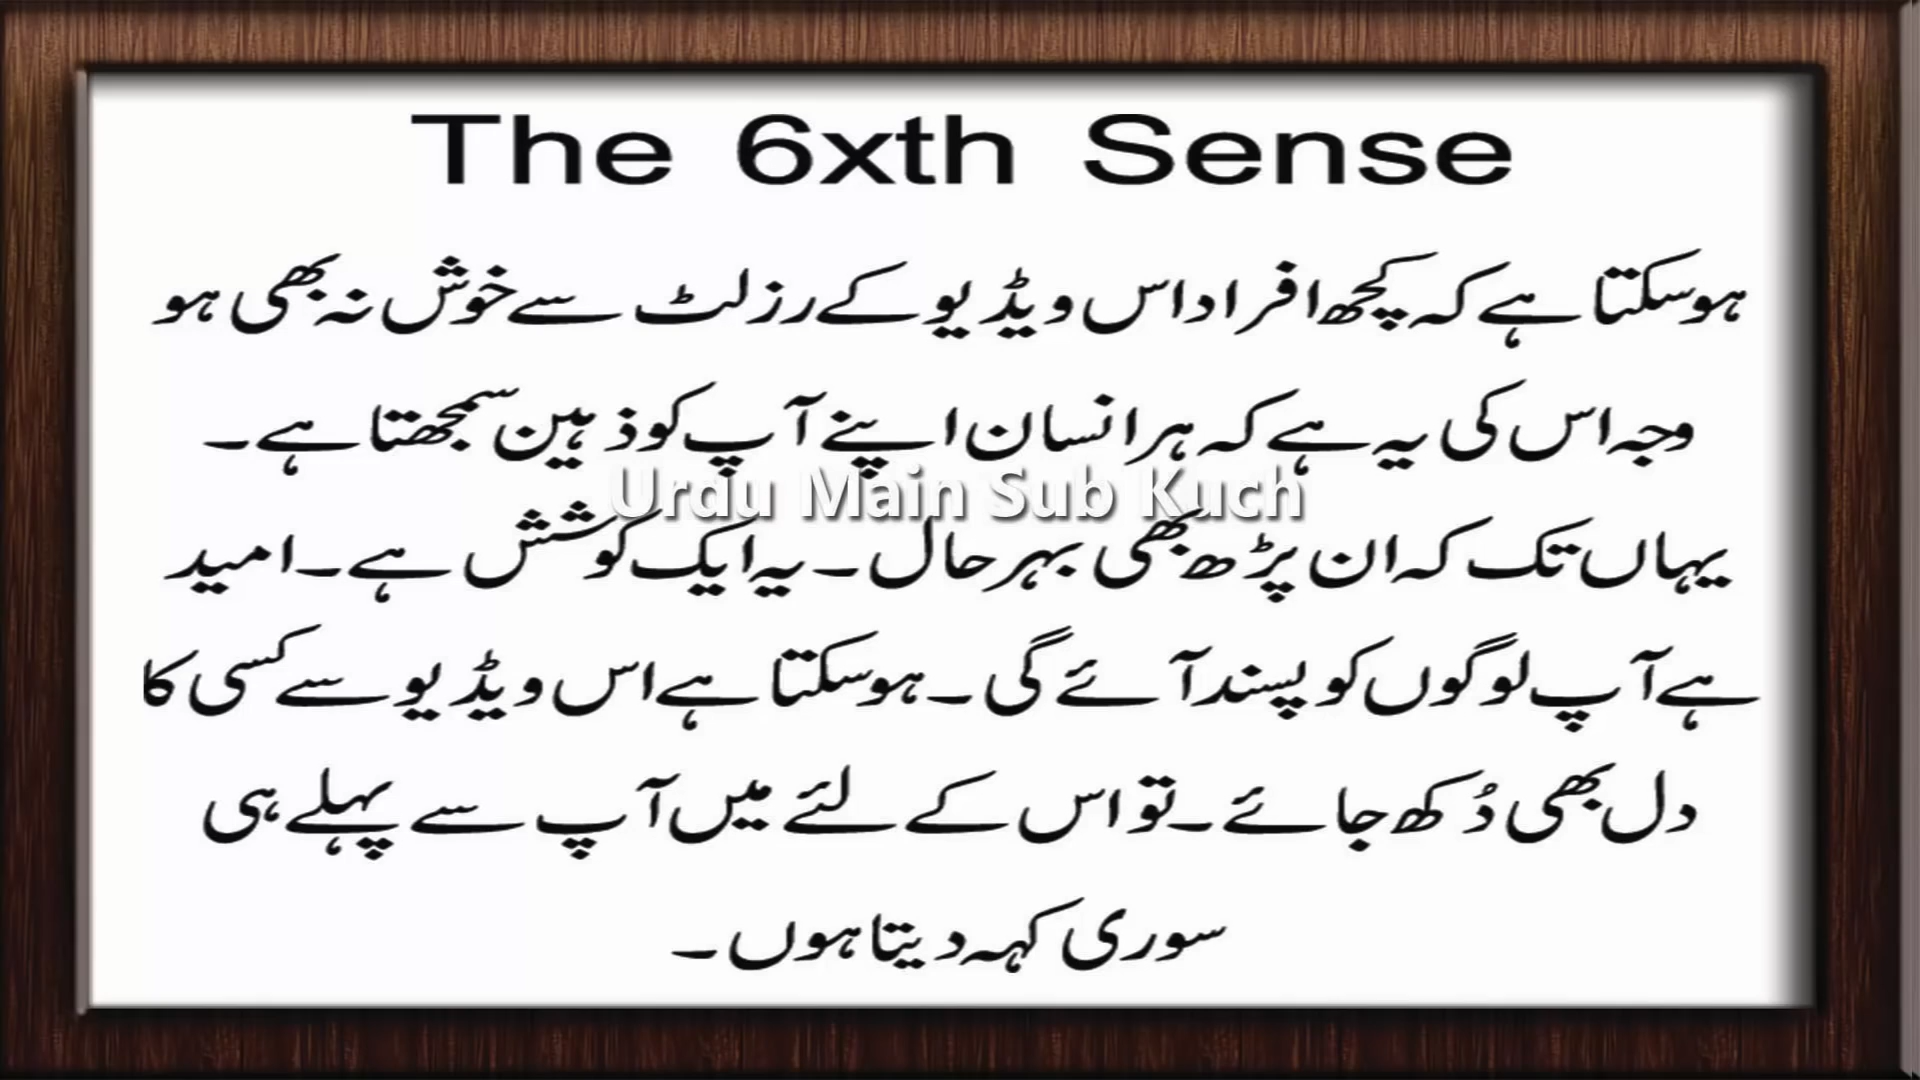 The 6xth Sense
ہوسکتا ہے کہ کچھ افراد اس ویڈیو کے رزلٹ سے خوش نہ بھی ہو
وجہ اس کی یہ ہے کہ ہر انسان اپنے آپ کو ذہین سمجھتا ہے۔
Urdu Main Sub Kuch
یہاں تک کہ ان پڑھ بھی بہرحال۔ یہ ایک کوشش ہے۔ امید
ہے آپ لوگوں کو پسند آئے گی۔ ہوسکتا ہے اس ویڈیو سے کسی کا
دل بھی دُکھ جائے۔ تو اس کے لئے میں آپ سے پہلے ہی
سوری کہہ دیتا ہوں۔